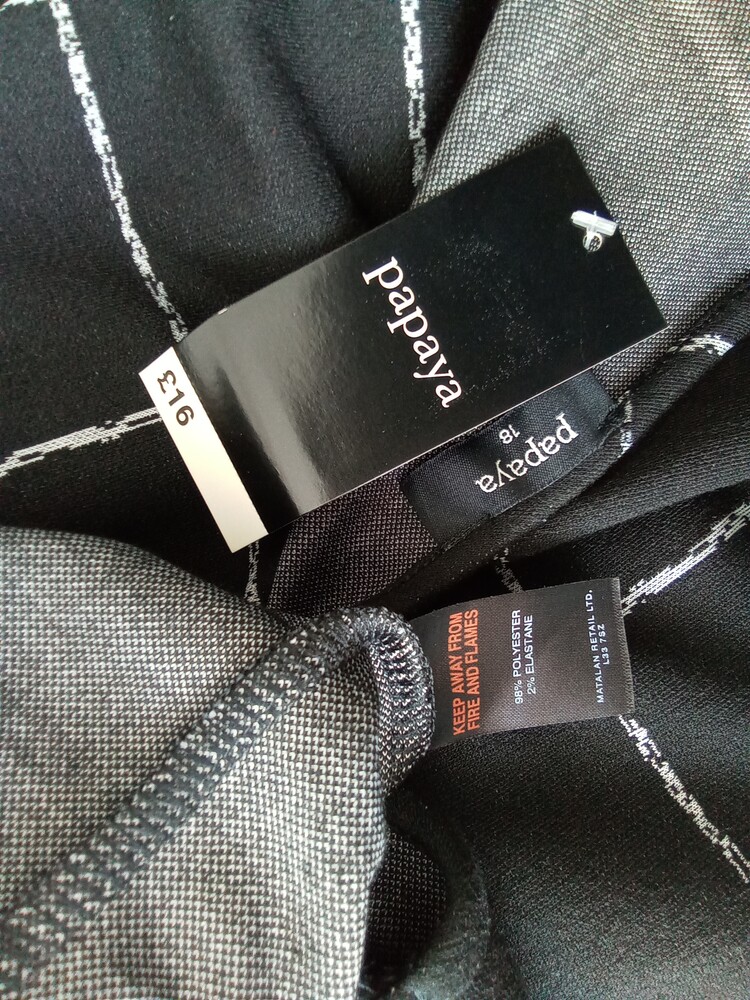 papaya
£16
papaya
18
KEEP AWAY FROM
FIRE AND FLAMES
98% POLYESTER
2% ELASTANE
MATALAN RETAIL LTD.
L33 7SZ